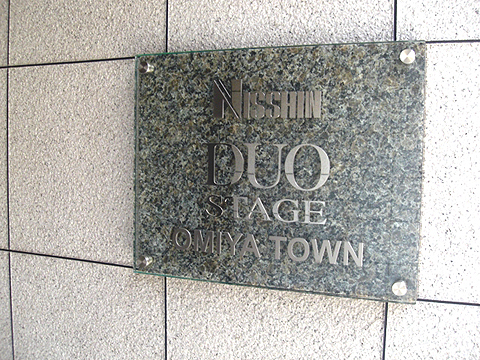 NISSHIN
DUO
STAGE
OMIYA TOWN